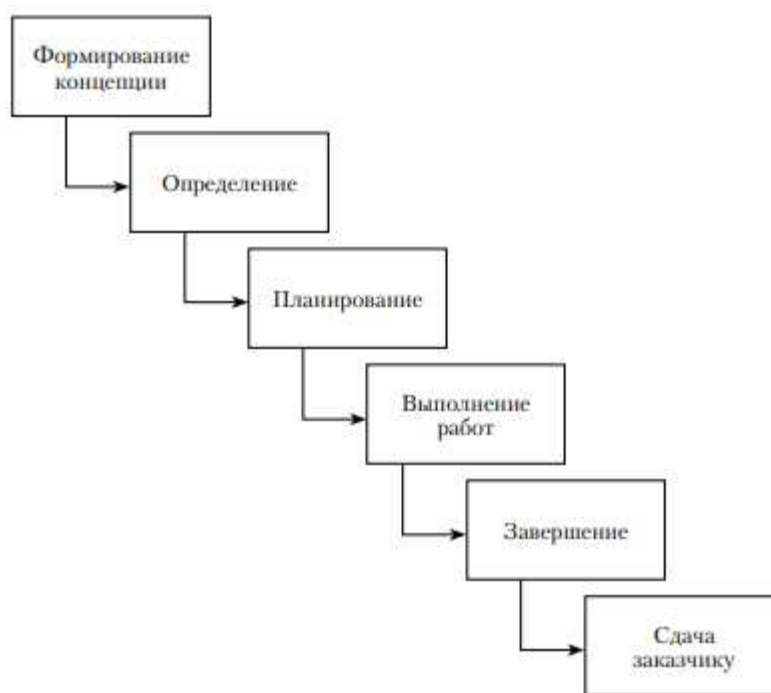 Формирование
концепции
Определение
Планирование
Выполнение
работ
Завершение
Сдача
заказчику